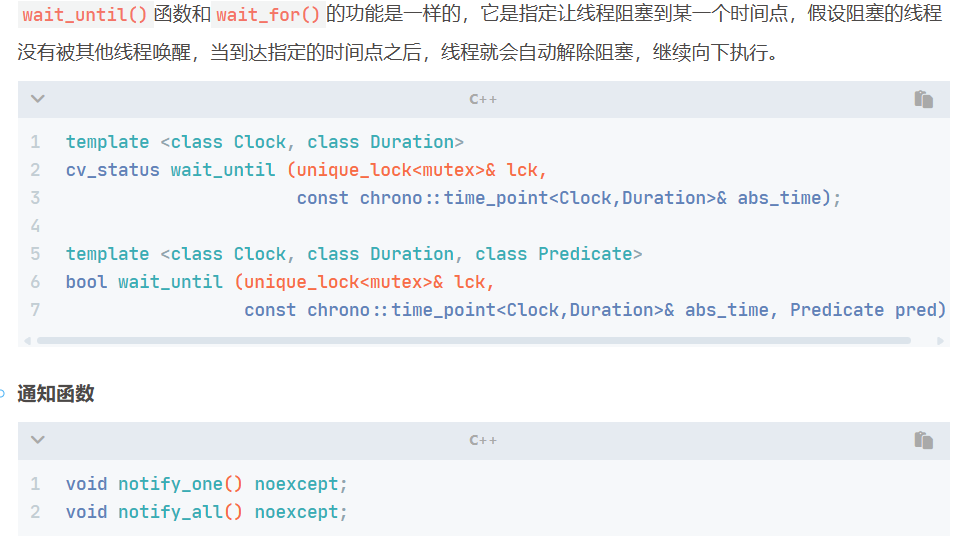 wait_until() 函数和 wait_for() 的功能是一样的，它是指定让线程阻塞到某一个时间点，假设阻塞的线程
没有被其他线程唤醒，当到达指定的时间点之后，线程就会自动解除阻塞，继续向下执行。
C++
1 template <class Clock, class Duration>
2 cv_status wait_until (unique_lock<mutex>& lck,
3 const chrono::time_point<Clock,Duration>& abs_time);
4
5 template <class Clock, class Duration, class Predicate>
6 bool wait_until (unique_lock<mutex>& lck,
7 const chrono::time_point<Clock,Duration>& abs_time, Predicate pred)
通知函数
C++
1 void notify_one() noexcept;
2 void notify_all() noexcept;